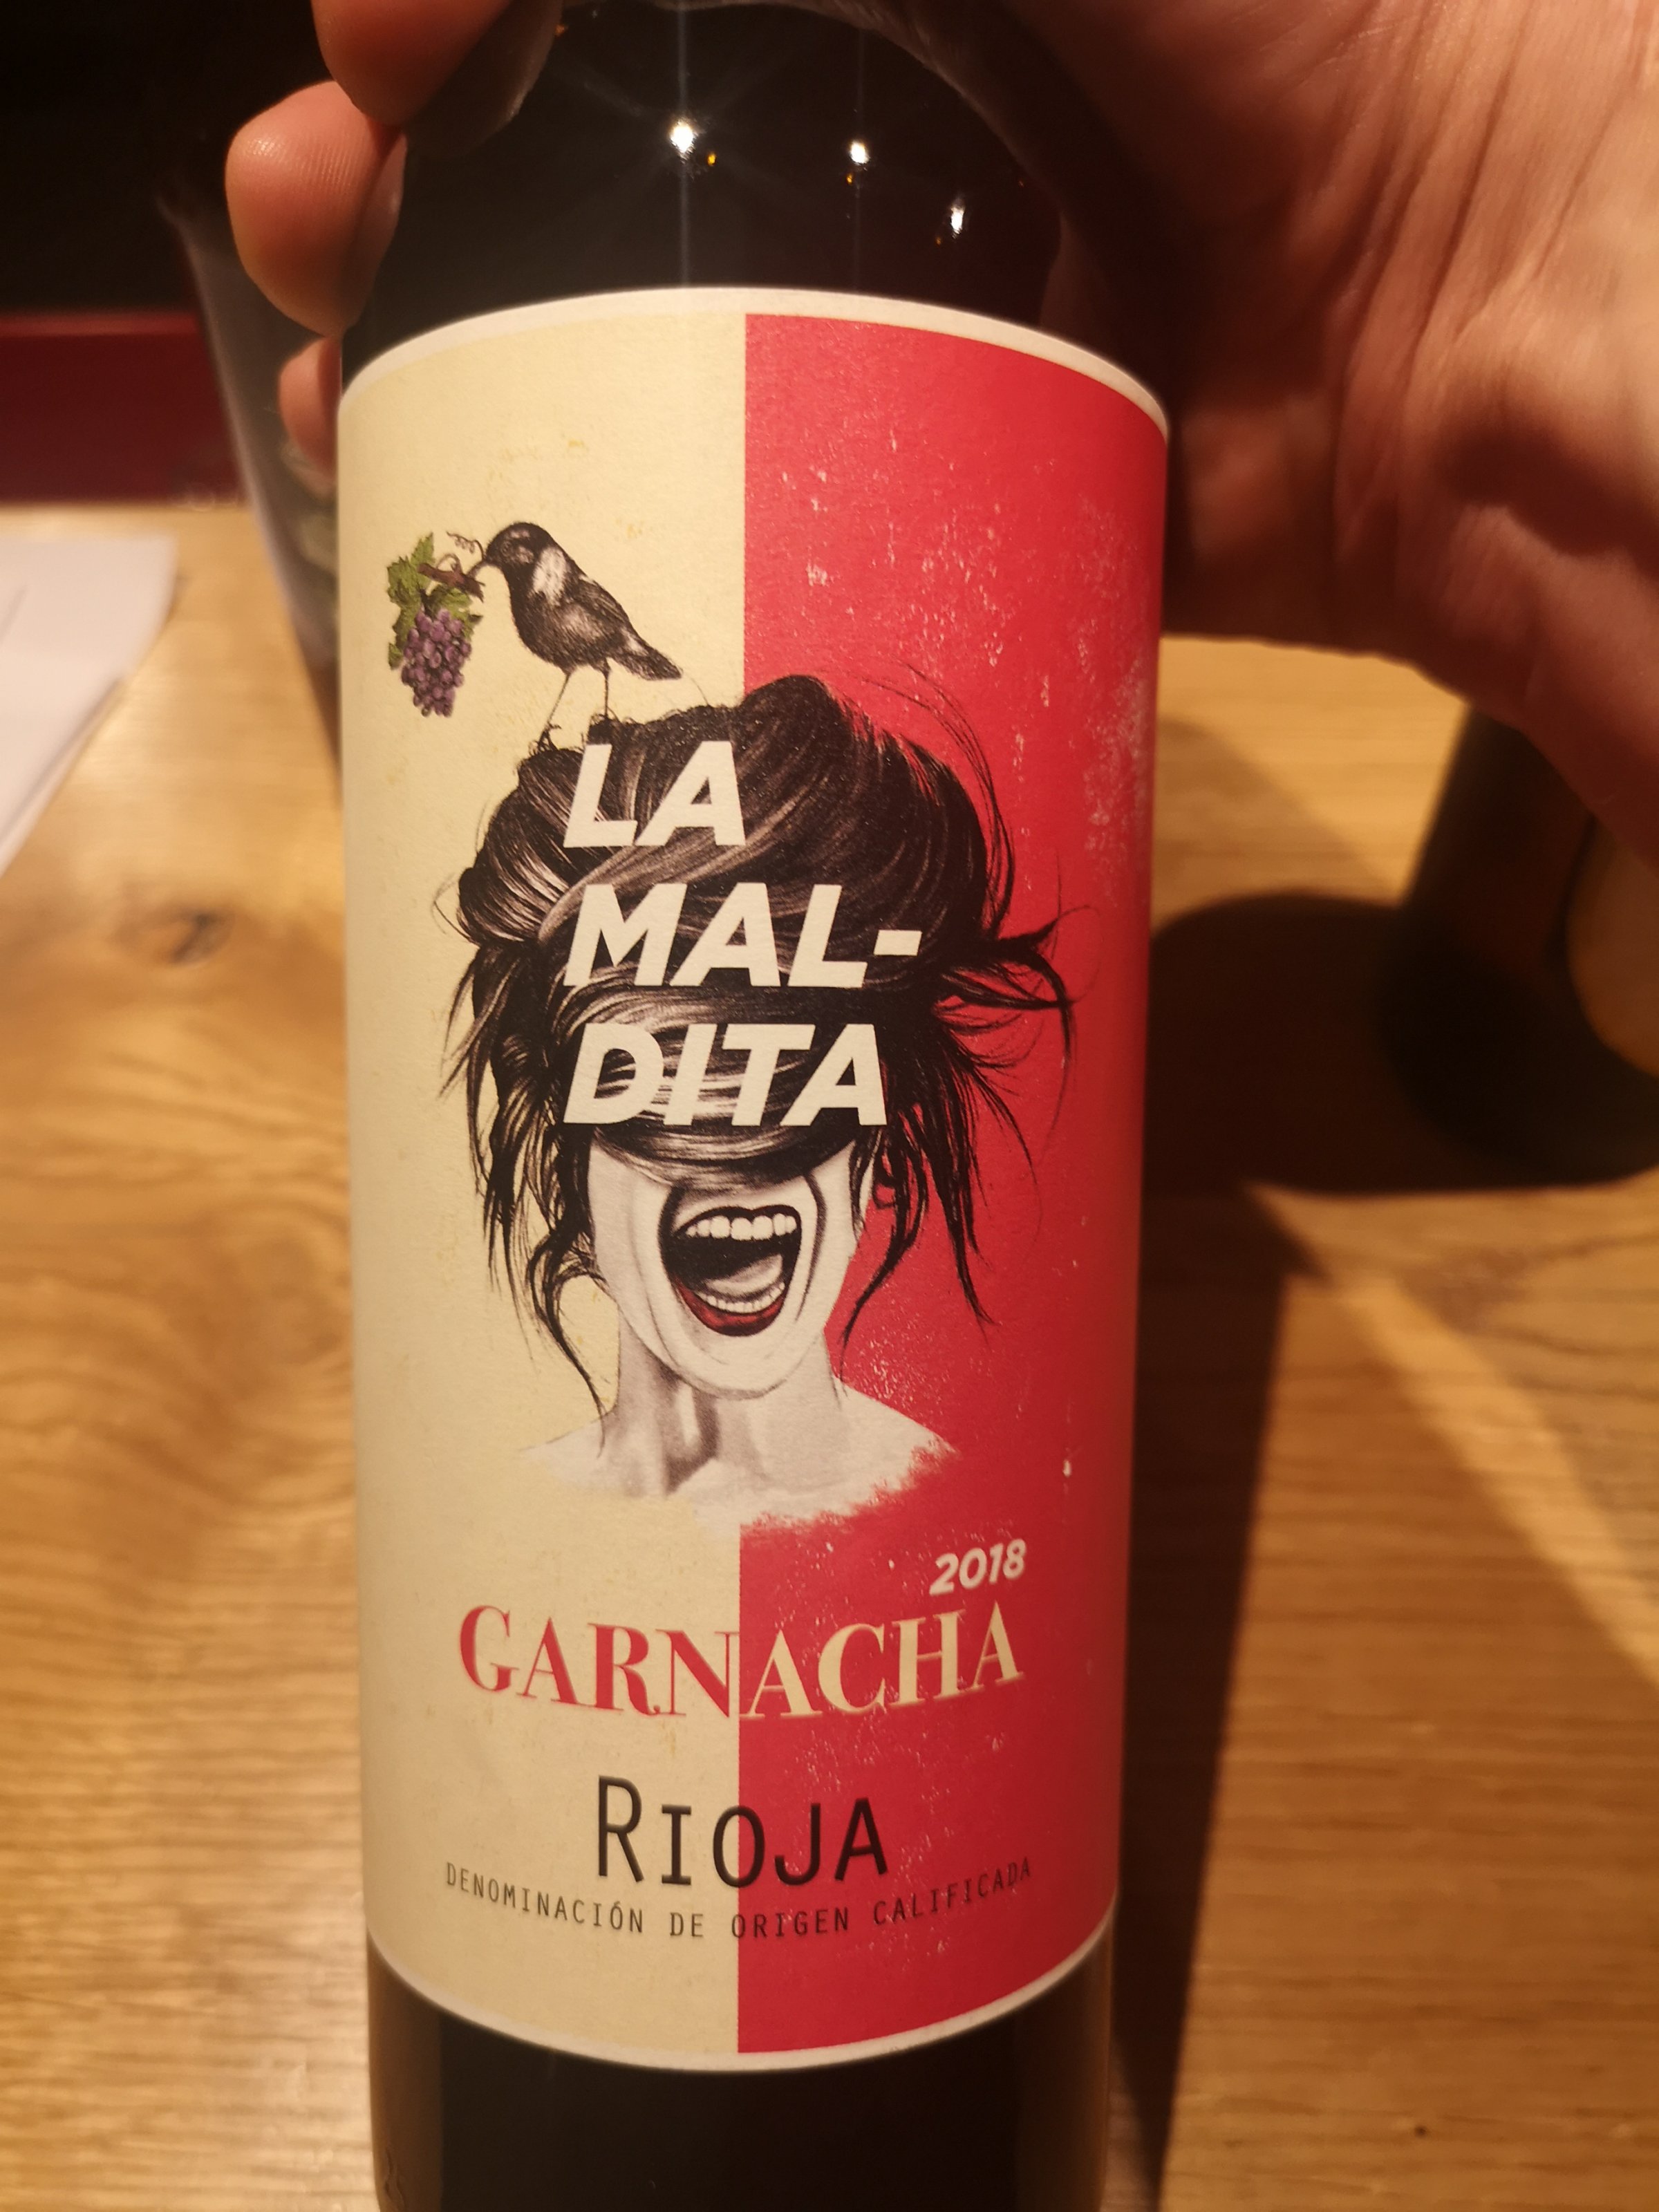 LA
MAL-
DITA
2018
GARNACHA
RIOJA
DENOMINACIÓN DE ORIGEN CALIFICADA